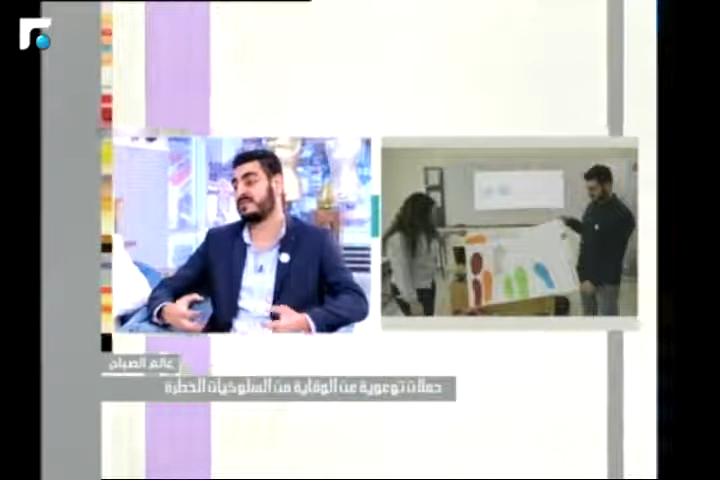 عالم الصباح
حملات توعوية عن الوقاية من السلوكيات الخطرة